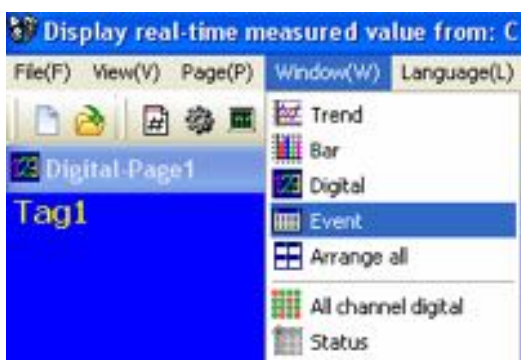 Display real-time measured value from: C
File(F) View(V) Page(P) Window(W) Language(L)
Trend
Bar
Digital-Page1
Digital
Tag1
Event
Arrange all
All channel digital
Status